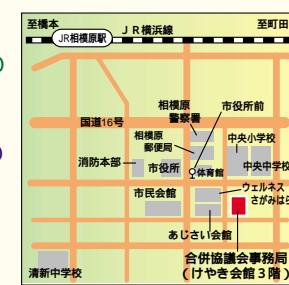 至橋本
JR横浜線
至町田
JR相模原駅
国道16号
相模原
警察署
市役所前
相模原
郵便局
中央小学校
消防本部
市役所
体育館
中央中学校
市民会館
ウェルネス
さがみはら
あじさい会館
合併協議会事務局
(けやき会館3階)
清新中学校